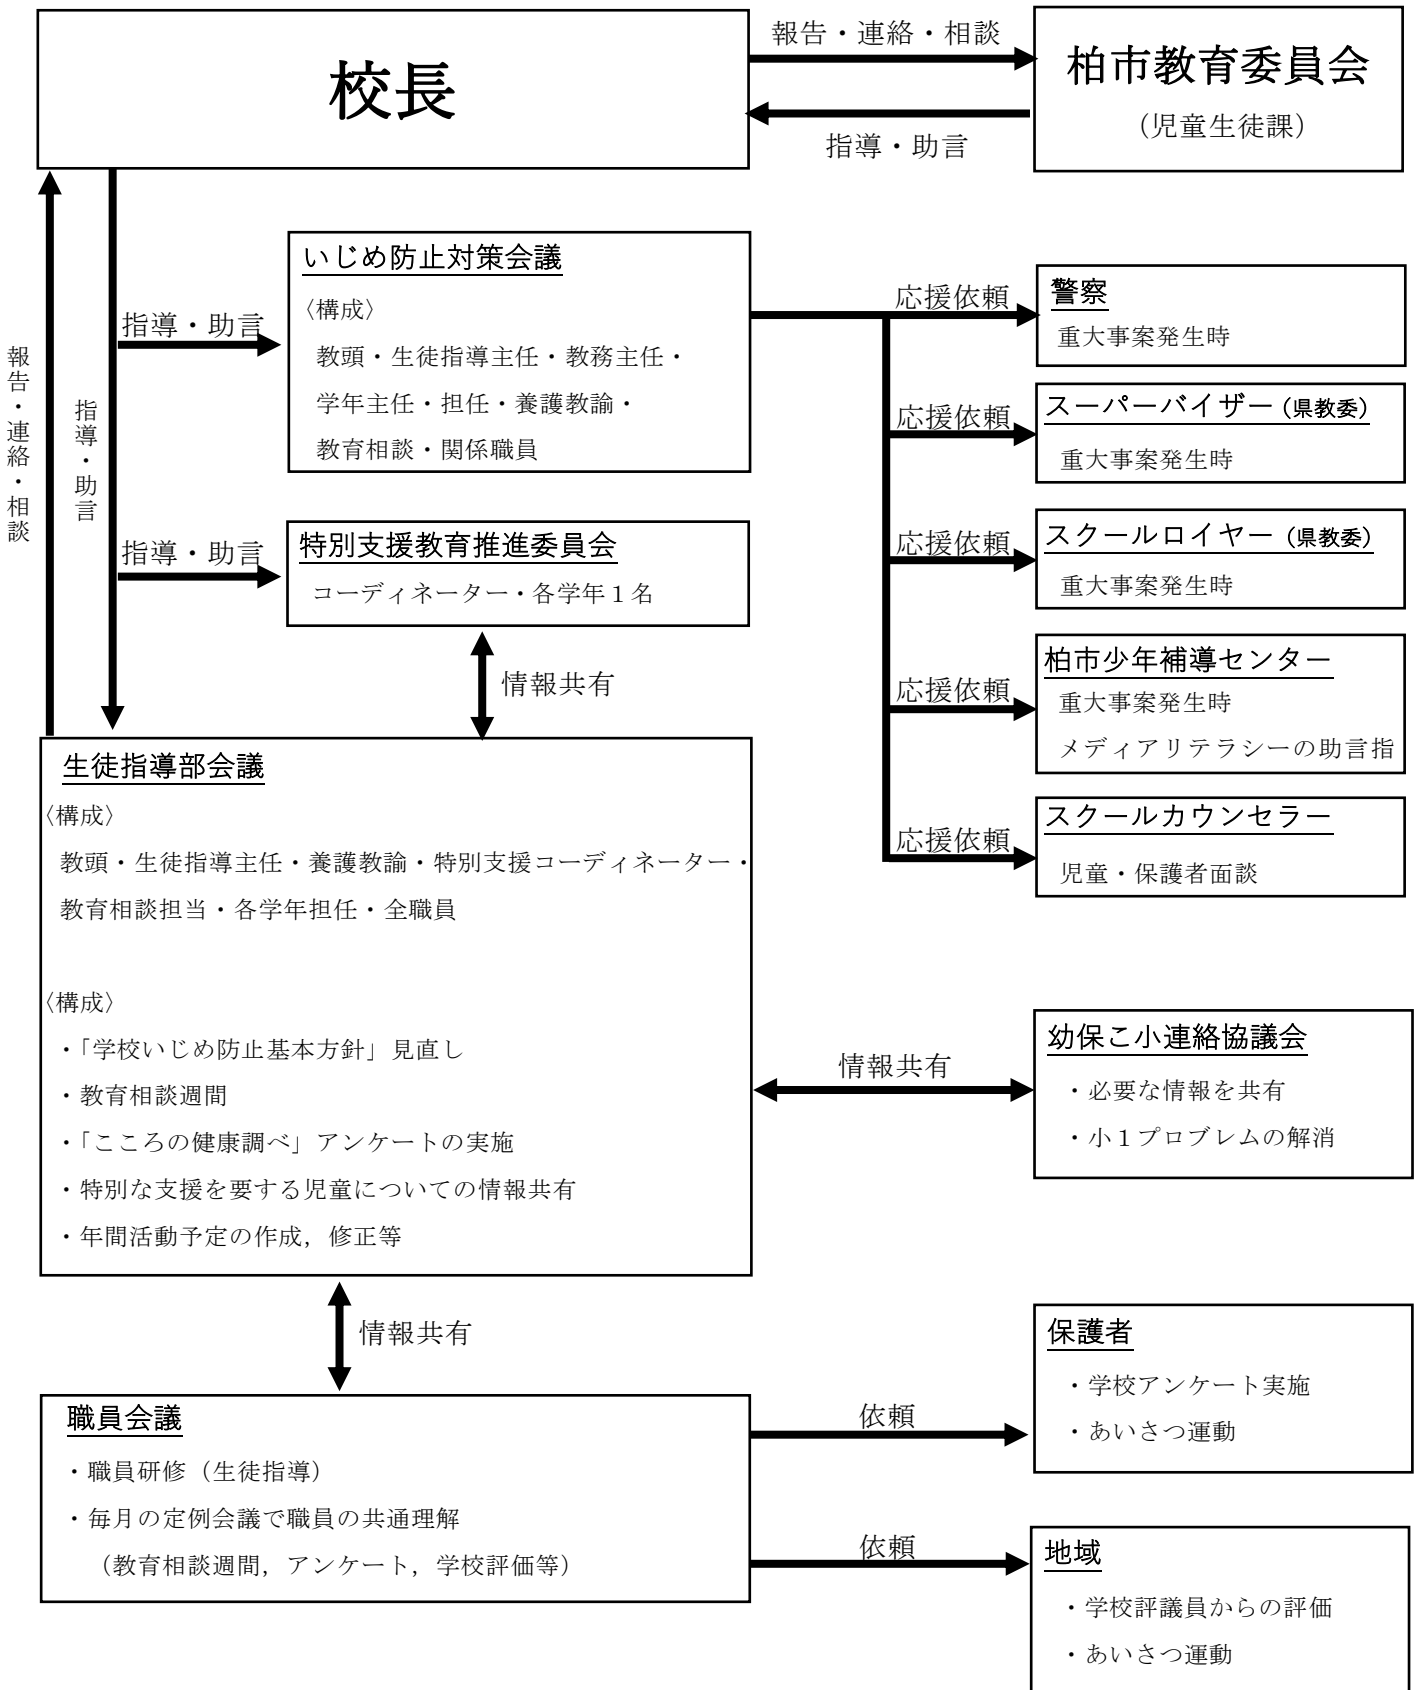 校長
報告・連絡・相談
指導・助言
柏市教育委員会
（児童生徒課）
報告・連絡・相談
指導・助言
指導・助言
いじめ防止対策会議
〈構成〉
教頭・生徒指導主任・教務主任・
学年主任・担任・養護教諭・
教育相談・関係職員
指導・助言
特別支援教育推進委員会
コーディネーター・各学年１名
情報共有
応援依頼
警察
重大事案発生時
応援依頼
スーパーバイザー（県教委）
重大事案発生時
応援依頼
スクールロイヤー（県教委）
重大事案発生時
応援依頼
柏市少年補導センター
重大事案発生時
メディアリテラシーの助言指
応援依頼
スクールカウンセラー
児童・保護者面談
生徒指導部会議
〈構成〉
教頭・生徒指導主任・養護教諭・特別支援コーディネーター・
教育相談担当・各学年担任・全職員
〈構成〉
・「学校いじめ防止基本方針」見直し
・教育相談週間
・「こころの健康調べ」アンケートの実施
・特別な支援を要する児童についての情報共有
・年間活動予定の作成，修正等
情報共有
幼保こ小連絡協議会
・必要な情報を共有
・小１プロブレムの解消
情報共有
職員会議
・職員研修（生徒指導）
・毎月の定例会議で職員の共通理解
（教育相談週間，アンケート，学校評価等）
依頼
保護者
・学校アンケート実施
・あいさつ運動
依頼
地域
・学校評議員からの評価
・あいさつ運動